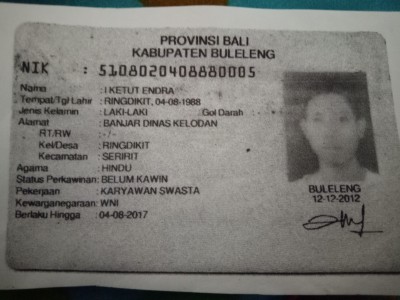 PROVINSI BALI
KABUPATEN BULELENG
NIK : 5108020408880005
Nama : I KETUT ENDRA
Tempat/Tgl Lahir : RINGDIKIT, 04-08-1988
Jenis Kelamin : LAKI-LAKI Gol Darah : -
Alamat : BANJAR DINAS KELODAN
RT/RW : -/-
Kel/Desa : RINGDIKIT
Kecamatan : SERIRIT
Agama : HINDU
Status Perkawinan: BELUM KAWIN
Pekerjaan : KARYAWAN SWASTA
Kewarganegaraan: WNI
Berlaku Hingga : 04-08-2017
BULELENG
12-12-2012